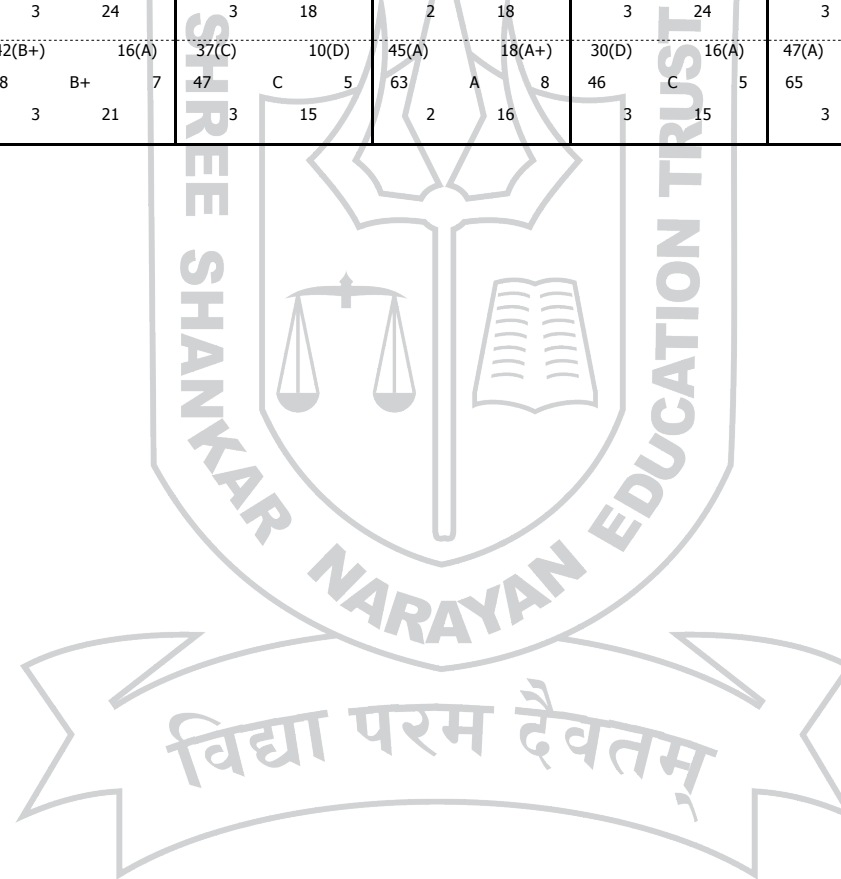 3 24 3 18 2 18 3 24 3
2(B+) 16(A) 37(C) 10(D) 45(A) 18(A+) 30(D) 16(A) 47(A)
8 B+ 7 47 C 5 63 A 8 46 C 5 65
3 21 3 15 2 16 3 15 3
SHREE SHANKAR NARAYAN EDUCATION TRUST
विद्या परम दैवतम्